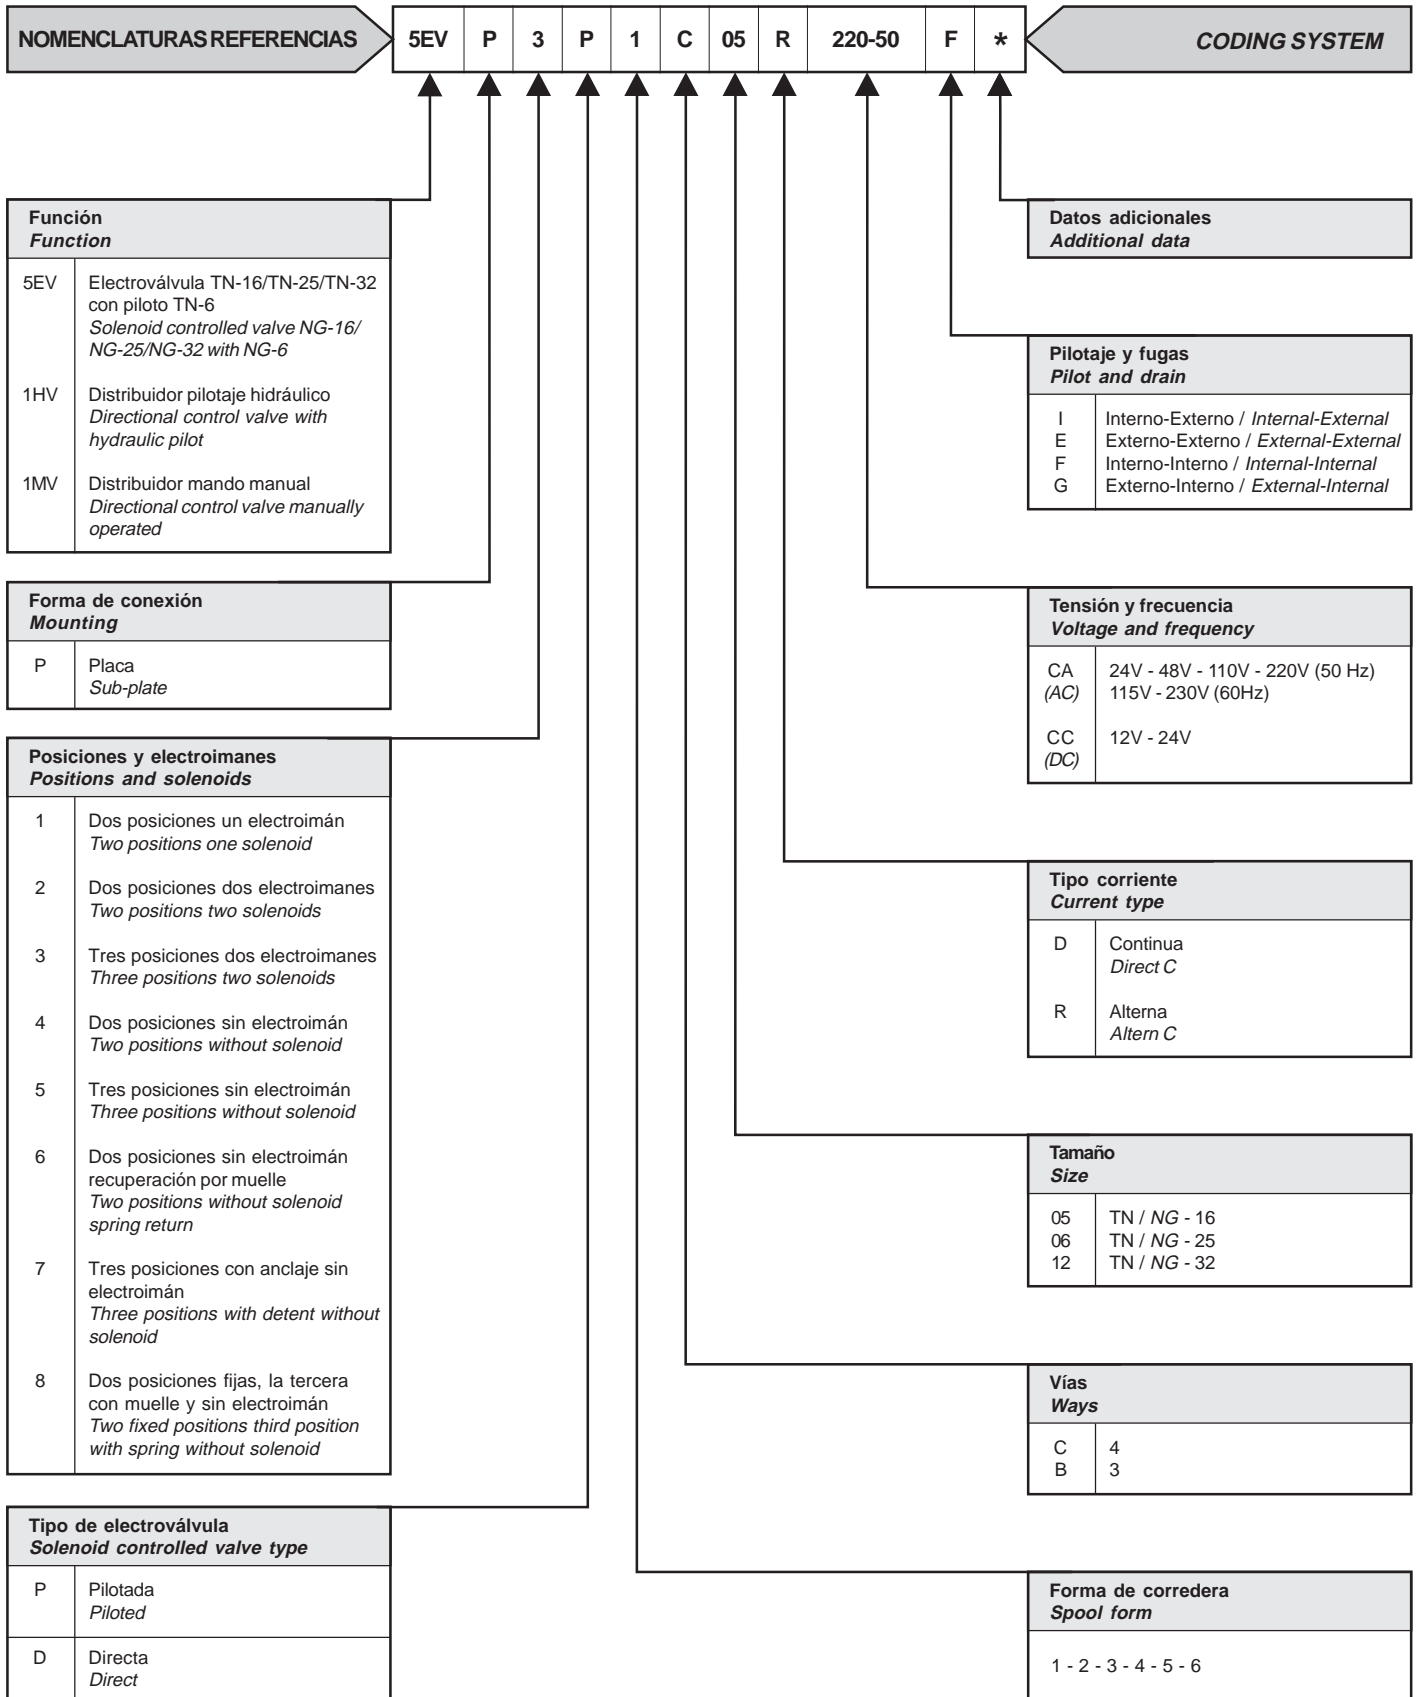 NOMENCLATURAS REFERENCIAS
5EV P 3 P 1 C 05 R 220-50 F *
CODING SYSTEM
Función
Function
5EV Electroválvula TN-16/TN-25/TN-32
con piloto TN-6
Solenoid controlled valve NG-16/
NG-25/NG-32 with NG-6
1HV Distribuidor pilotaje hidráulico
Directional control valve with
hydraulic pilot
1MV Distribuidor mando manual
Directional control valve manually
operated
Forma de conexión
Mounting
P Placa
Sub-plate
Posiciones y electroimanes
Positions and solenoids
1 Dos posiciones un electroimán
Two positions one solenoid
2 Dos posiciones dos electroimanes
Two positions two solenoids
3 Tres posiciones dos electroimanes
Three positions two solenoids
4 Dos posiciones sin electroimán
Two positions without solenoid
5 Tres posiciones sin electroimán
Three positions without solenoid
6 Dos posiciones sin electroimán
recuperación por muelle
Two positions without solenoid
spring return
7 Tres posiciones con anclaje sin
electroimán
Three positions with detent without
solenoid
8 Dos posiciones fijas, la tercera
con muelle y sin electroimán
Two fixed positions third position
with spring without solenoid
Tipo de electroválvula
Solenoid controlled valve type
P Pilotada
Piloted
D Directa
Direct
Datos adicionales
Additional data
Pilotaje y fugas
Pilot and drain
I Interno-Externo / Internal-External
E Externo-Externo / External-External
F Interno-Interno / Internal-Internal
G Externo-Interno / External-Internal
Tensión y frecuencia
Voltage and frequency
CA 24V - 48V - 110V - 220V (50 Hz)
(AC) 115V - 230V (60Hz)
CC 12V - 24V
(DC)
Tipo corriente
Current type
D Continua
Direct C
R Alterna
Altern C
Tamaño
Size
05 TN / NG - 16
06 TN / NG - 25
12 TN / NG - 32
Vías
Ways
C 4
B 3
Forma de corredera
Spool form
1 - 2 - 3 - 4 - 5 - 6